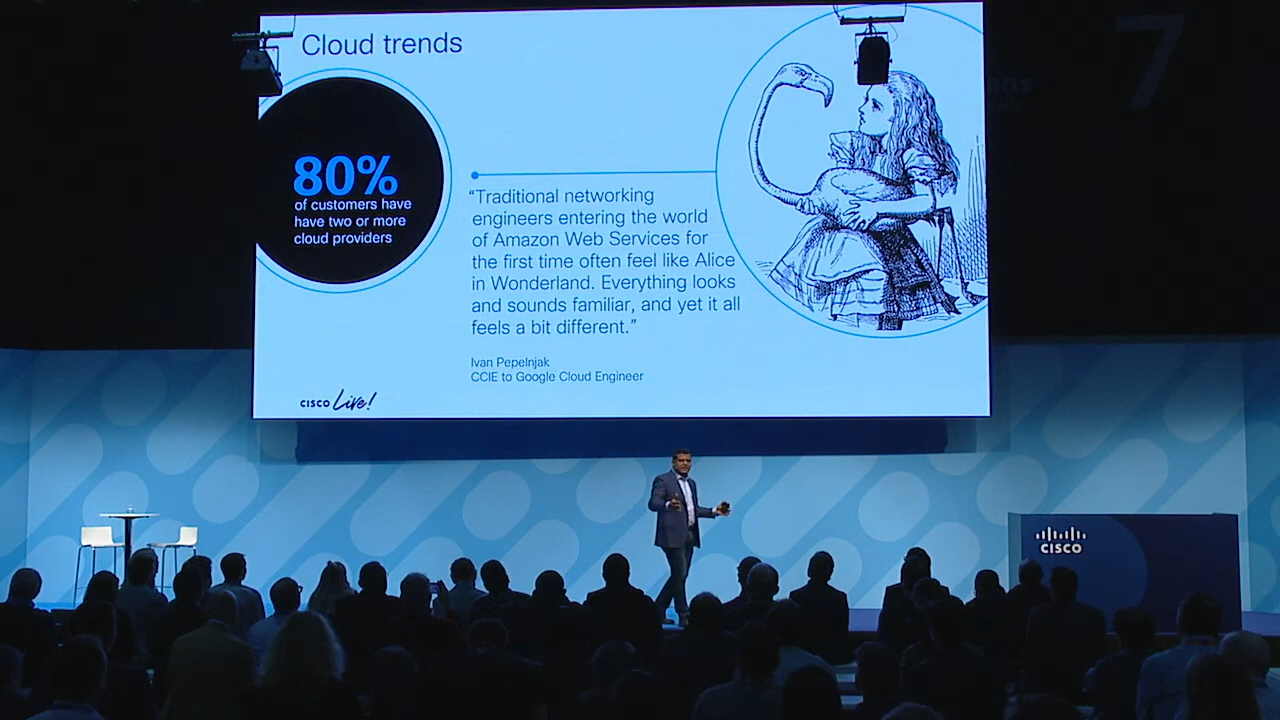 Cloud trends
80%
of customers have
have two or more
cloud providers
“Traditional networking
engineers entering the world
of Amazon Web Services for
the first time often feel like Alice
in Wonderland. Everything looks
and sounds familiar, and yet it all
feels a bit different.”
Ivan Pepelnjak
CCIE to Google Cloud Engineer
CISCO Live!
7
CISCO